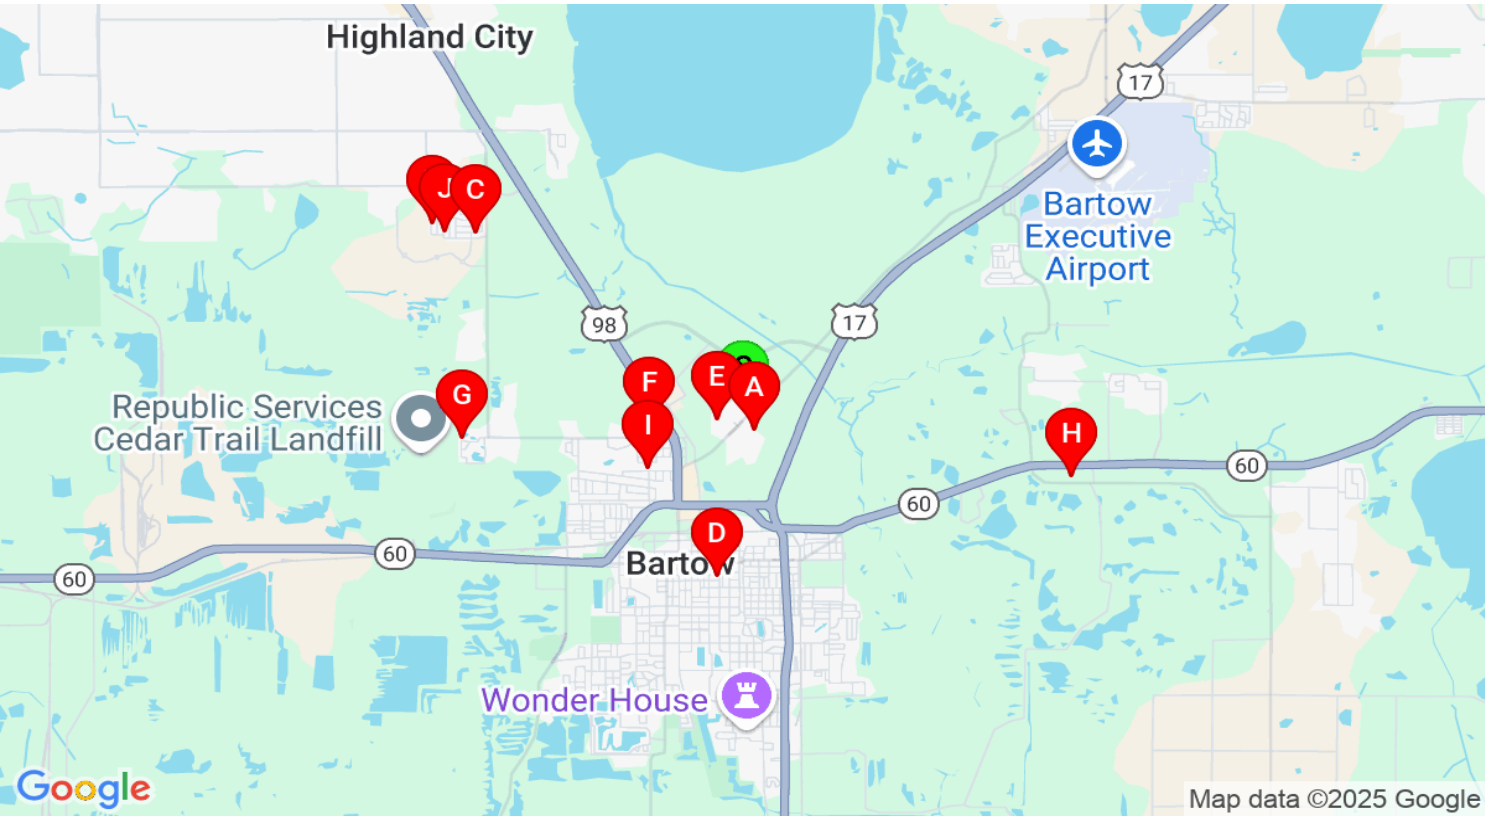 Highland City
17
J
C
Bartow
Executive
Airport
98
17
E
A
F
G
Republic Services
Cedar Trail Landfill
I
H
60
60
D
60
Bartow
60
Wonder House
Google
Map data ©2025 Google